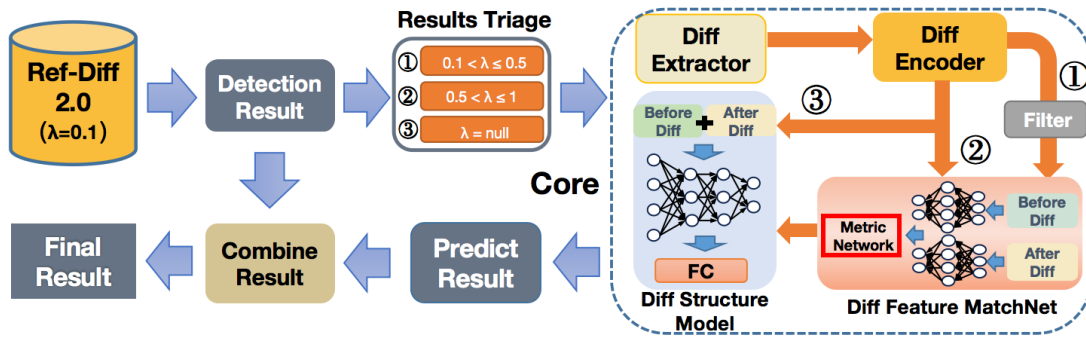 Ref-Diff
2.0
(λ=0.1)
Detection
Result
Results Triage
① 0.1 < λ ≤ 0.5
② 0.5 < λ ≤ 1
③ λ = null
Diff
Extractor
Diff
Encoder
①
Filter
②
③
Before
Diff
+
After
Diff
FC
Diff Structure
Model
Metric
Network
Before
Diff
After
Diff
Diff Feature MatchNet
Core
Predict
Result
Combine
Result
Final
Result